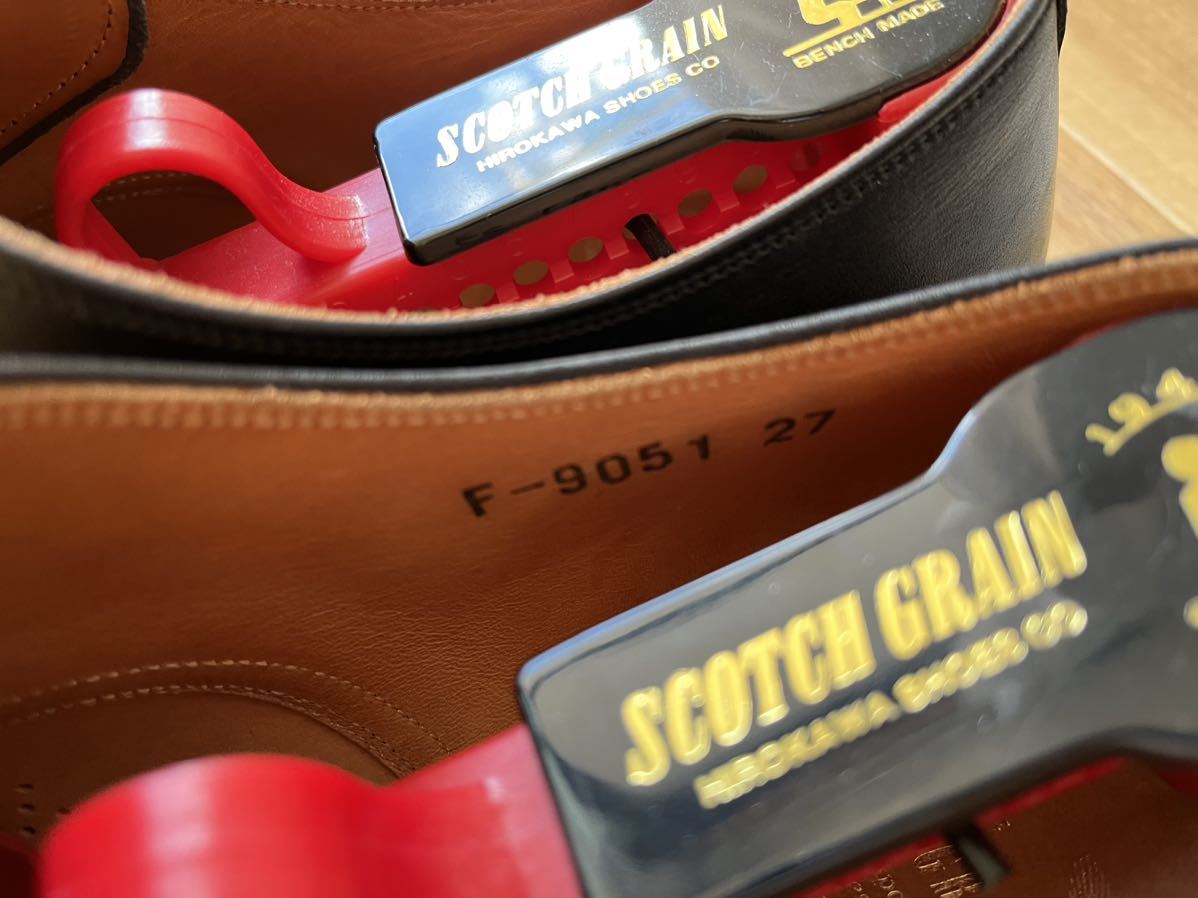 SCOTCH GRAIN
HIROKAWA SHOES CO
BENCH MADE
F-9051 27
SCOTCH GRAIN
HIROKAWA SHOES CO